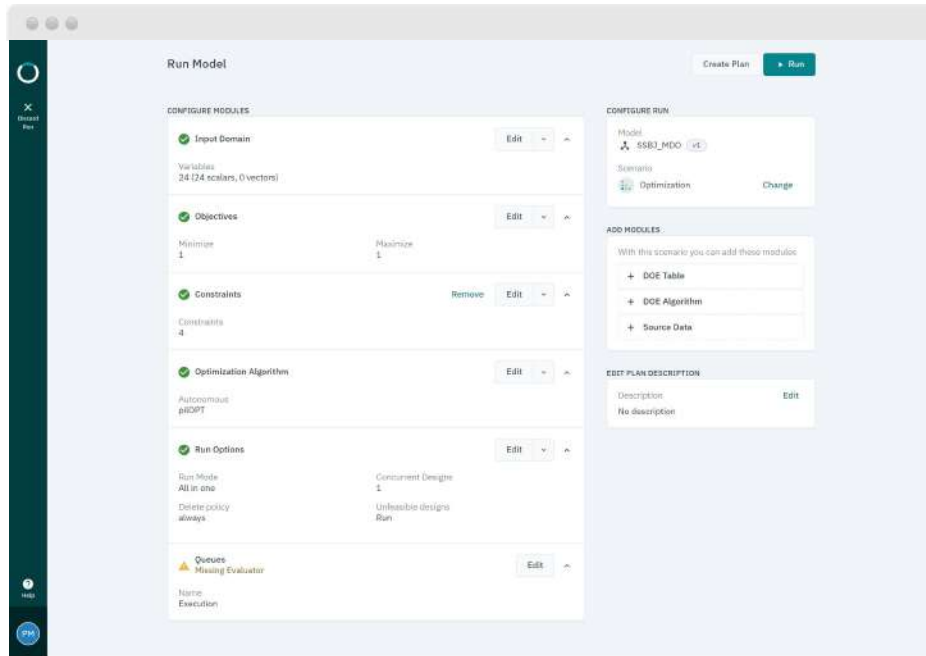 Run Model
Create Plan
Run
Discard
Run
CONFIGURE MODULES
Input Domain
Edit
Variables
24 (24 scalars, 0 vectors)
Objectives
Edit
Minimize
Maximize
1
1
Constraints
Remove
Edit
Constraints
4
Optimization Algorithm
Edit
Autonomous
pilOPT
Run Options
Edit
Run Mode
Concurrent Designs
All in one
1
Delete policy
Unfeasible designs
always
Run
Queues
Missing Evaluator
Edit
Name
Execution
CONFIGURE RUN
Model
SSBJ_MDO
v1
Scenario
Optimization
Change
ADD MODULES
With this scenario you can add these modules
+ DOE Table
+ DOE Algorithm
+ Source Data
EDIT PLAN DESCRIPTION
Description
Edit
No description
Help
PM